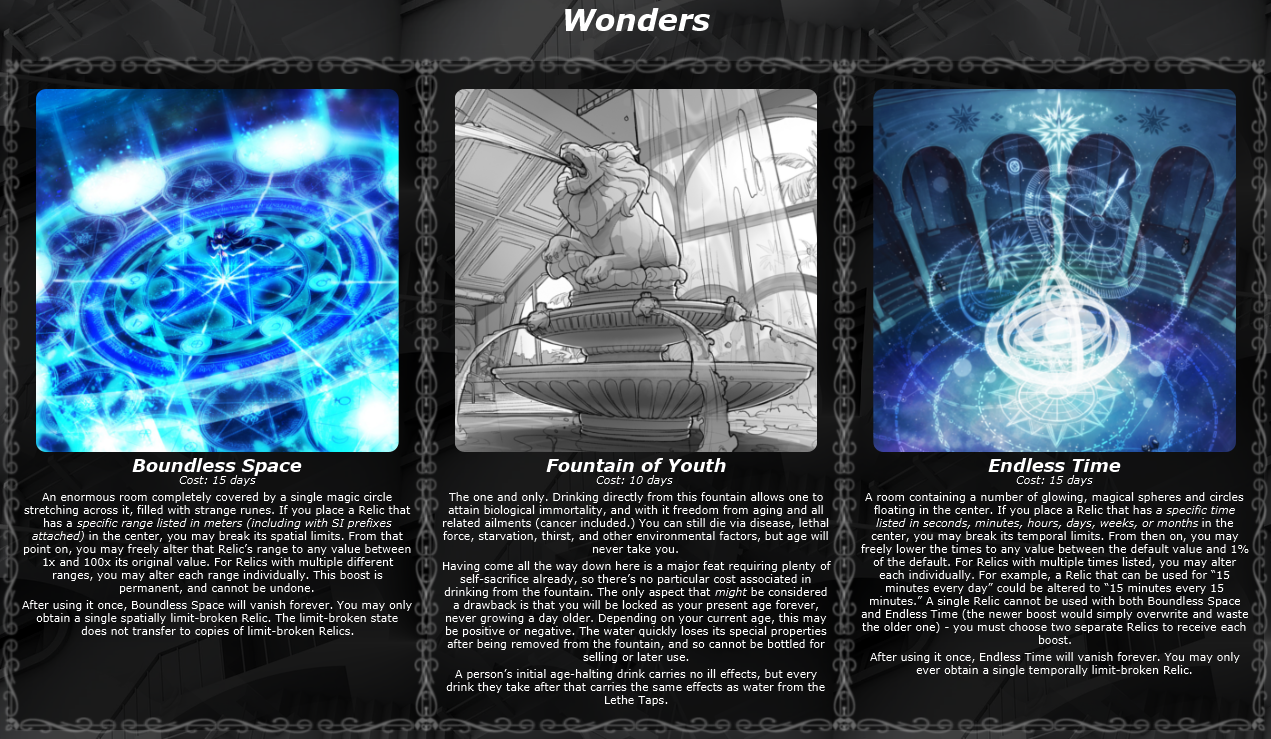 Wonders
Boundless Space
Cost: 15 days
An enormous room completely covered by a single magic circle
stretching across it, filled with strange runes. If you place a Relic that
has a specific range listed in meters (including with SI prefixes
attached) in the center, you may break its spatial limits. From that
point on, you may freely alter that Relic's range to any value between
1x and 100x its original value. For Relics with multiple different
ranges, you may alter each range individually. This boost is
permanent, and cannot be undone.
After using it once, Boundless Space will vanish forever. You may only
obtain a single spatially limit-broken Relic. The limit-broken state
does not transfer to copies of limit-broken Relics.
Fountain of Youth
Cost: 10 days
The one and only. Drinking directly from this fountain allows one to
attain biological immortality, and with it freedom from aging and all
related ailments (cancer included.) You can still die via disease, lethal
force, starvation, thirst, and other environmental factors, but age will
never take you.
Having come all the way down here is a major feat requiring plenty of
self-sacrifice already, so there's no particular cost associated in
drinking from the fountain. The only aspect that might be considered
a drawback is that you will be locked as your present age forever,
never growing a day older. Depending on your current age, this may
be positive or negative. The water quickly loses its special properties
after being removed from the fountain, and so cannot be bottled for
selling or later use.
A person's initial age-halting drink carries no ill effects, but every
drink they take after that carries the same effects as water from the
Lethe Taps.
Endless Time
Cost: 15 days
A room containing a number of glowing, magical spheres and circles
floating in the center. If you place a Relic that has a specific time
listed in seconds, minutes, hours, days, weeks, or months in the
center, you may break its temporal limits. From then on, you may
freely lower the times to any value between the default value and 1%
of the default. For Relics with multiple times listed, you may alter
each individually. For example, a Relic that can be used for "15
minutes every day" could be altered to "15 minutes every 15
minutes." A single Relic cannot be used with both Boundless Space
and Endless Time (the newer boost would simply overwrite and waste
the older one) - you must choose two separate Relics to receive each
boost.
After using it once, Endless Time will vanish forever. You may only
ever obtain a single temporally limit-broken Relic.